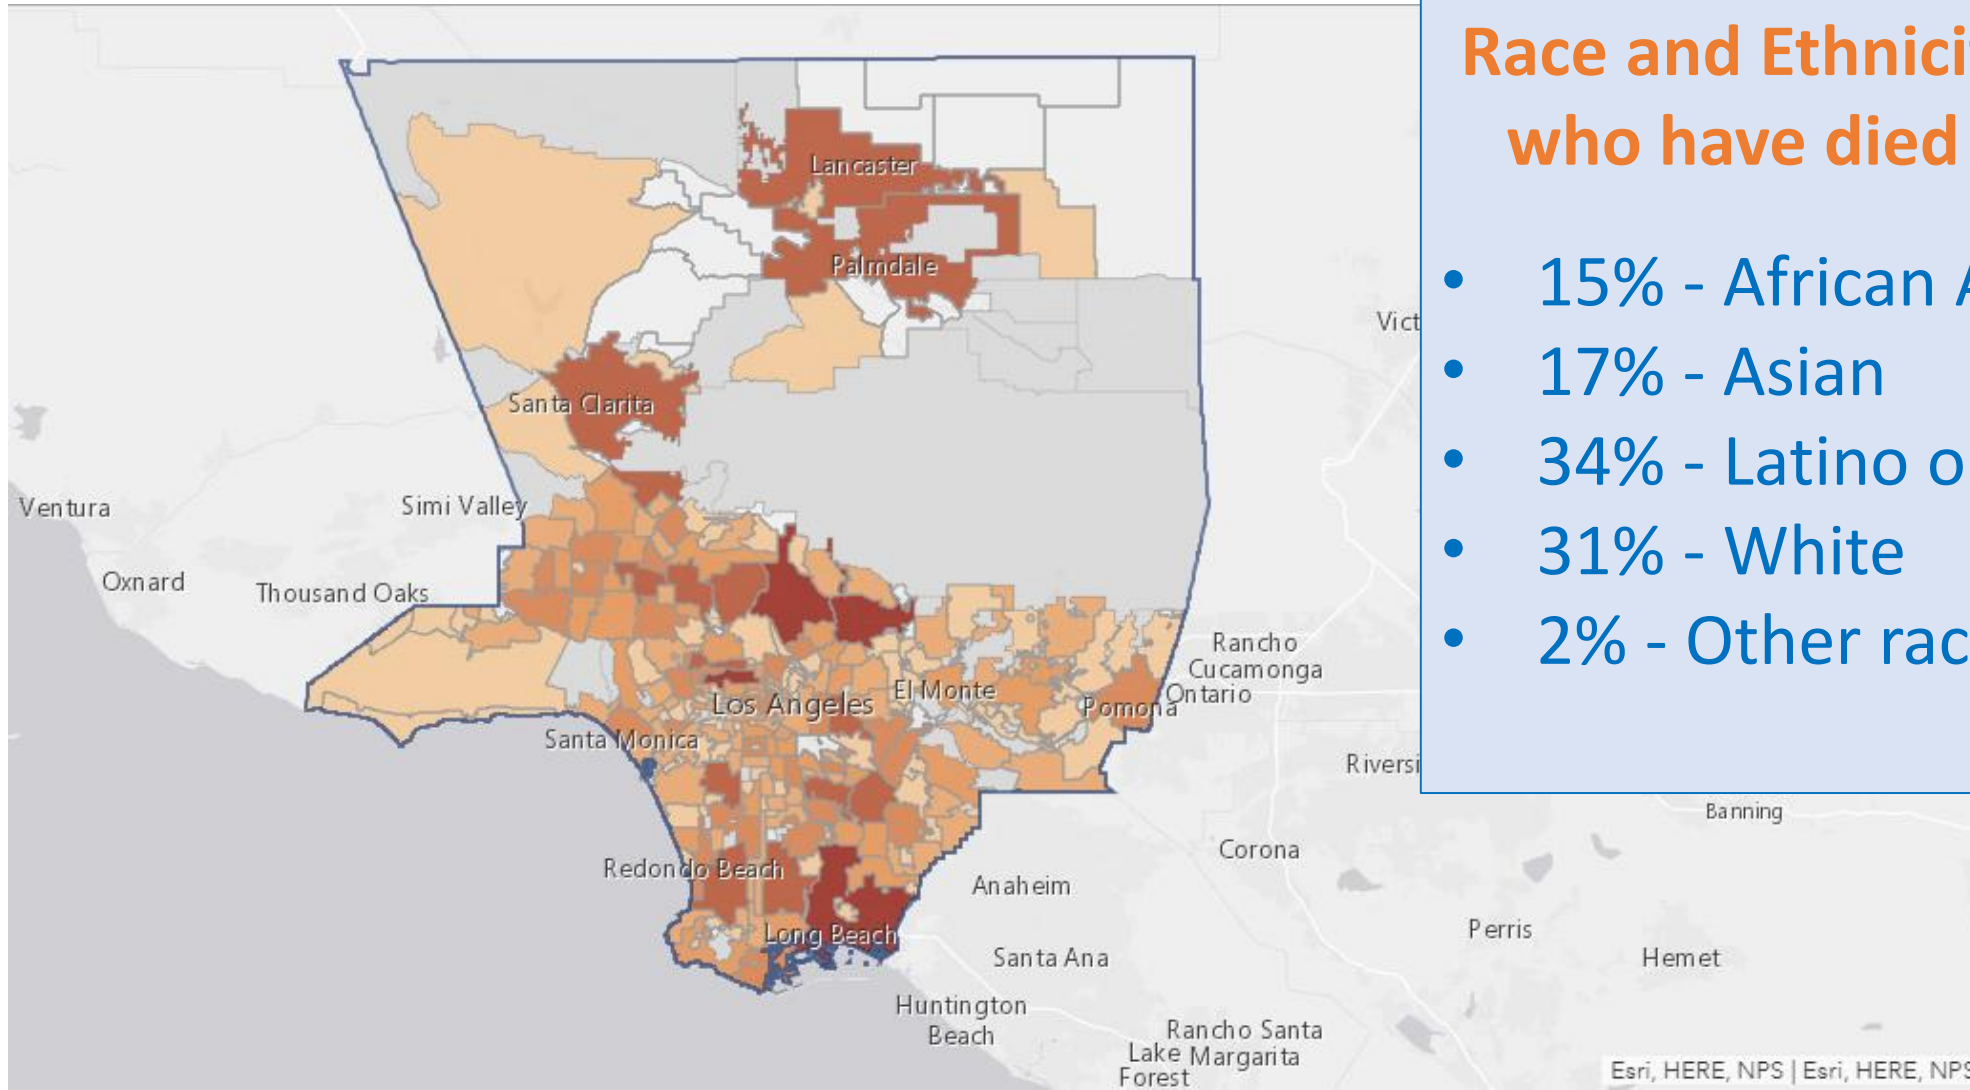 Race and Ethnici
who have died
• 15% - African A
• 17% - Asian
• 34% - Latino o
• 31% - White
• 2% - Other rac
Lancaster
Palmdale
Vict
Santa Clarita
Ventura
Simi Valley
Oxnard
Thousand Oaks
Rancho
Cucamonga
El Monte
Ontario
Los Angeles
Pomona
Santa Monica
Riversi
Banning
Corona
Redondo Beach
Anaheim
Perris
Long Beach
Santa Ana
Hemet
Huntington
Beach
Rancho Santa
Margarita
Lake
Forest
Esri, HERE, NPS | Esri, HERE, NPS